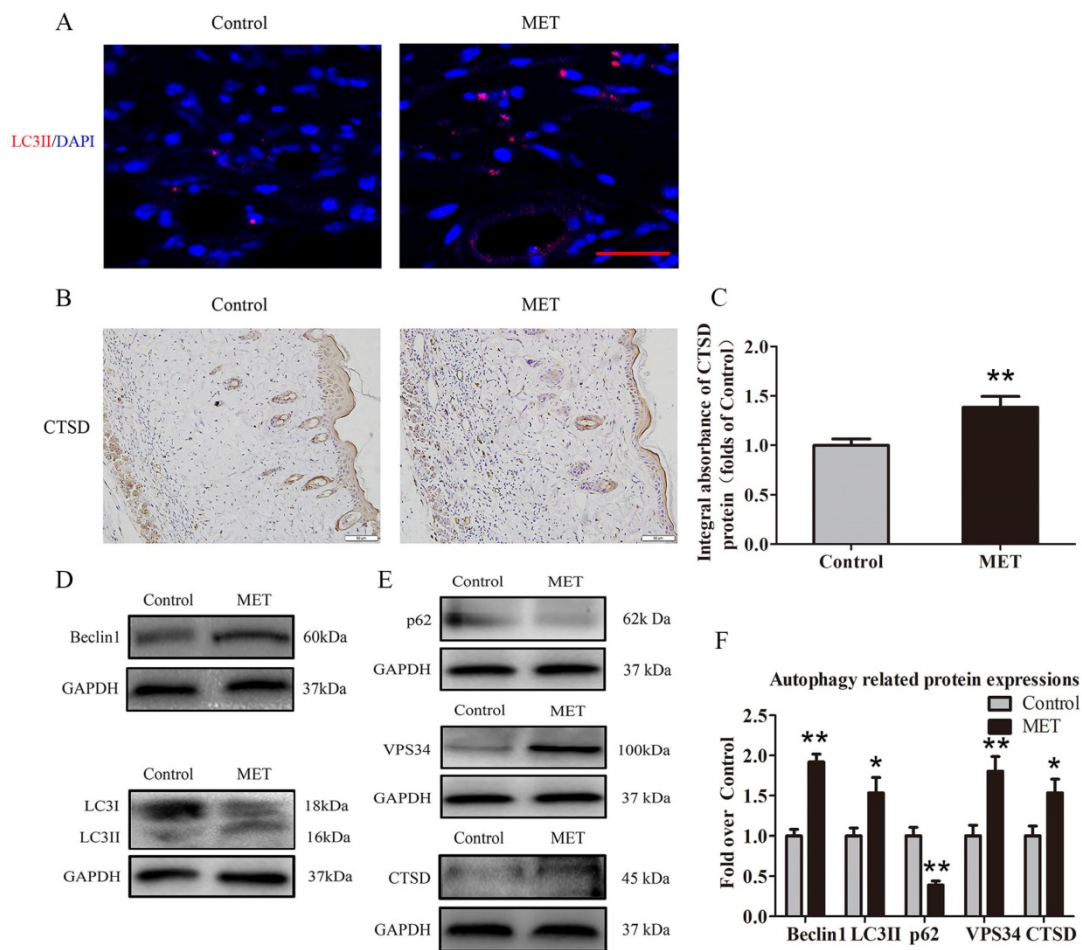 A
Control
MET
LC3II/DAPI
B
Control
MET
CTSD
C
Integral absorbance of CTSD
protein (folds of Control)
2.0
1.5
1.0
0.5
0.0
**
Control
MET
D
Control
MET
Beclin1
60kDa
GAPDH
37kDa
Control
MET
LC3I
18kDa
LC3II
16kDa
GAPDH
37kDa
E
Control
MET
p62
62k Da
GAPDH
37 kDa
Control
MET
VPS34
100kDa
GAPDH
37 kDa
Control
MET
CTSD
45 kDa
GAPDH
37 kDa
F
Autophagy related protein expressions
Control
MET
Fold over Control
2.5
2.0
1.5
1.0
0.5
0.0
**
*
**
**
*
Beclin1 LC3II p62 VPS34 CTSD